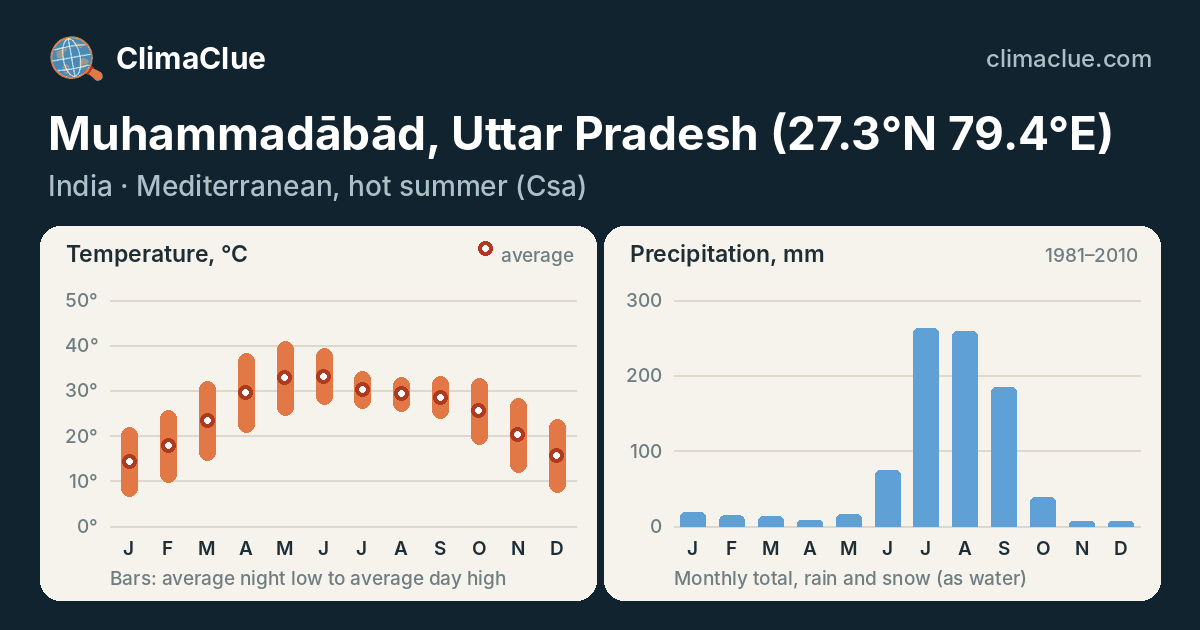 ClimaClue
climaclue.com
Muhammadābād, Uttar Pradesh (27.3°N 79.4°E)
India · Mediterranean, hot summer (Csa)
Temperature, °C
average
50°
40°
30°
20°
10°
0°
J F M A M J J A S O N D
Bars: average night low to average day high
Precipitation, mm
1981–2010
300
200
100
0
J F M A M J J A S O N D
Monthly total, rain and snow (as water)